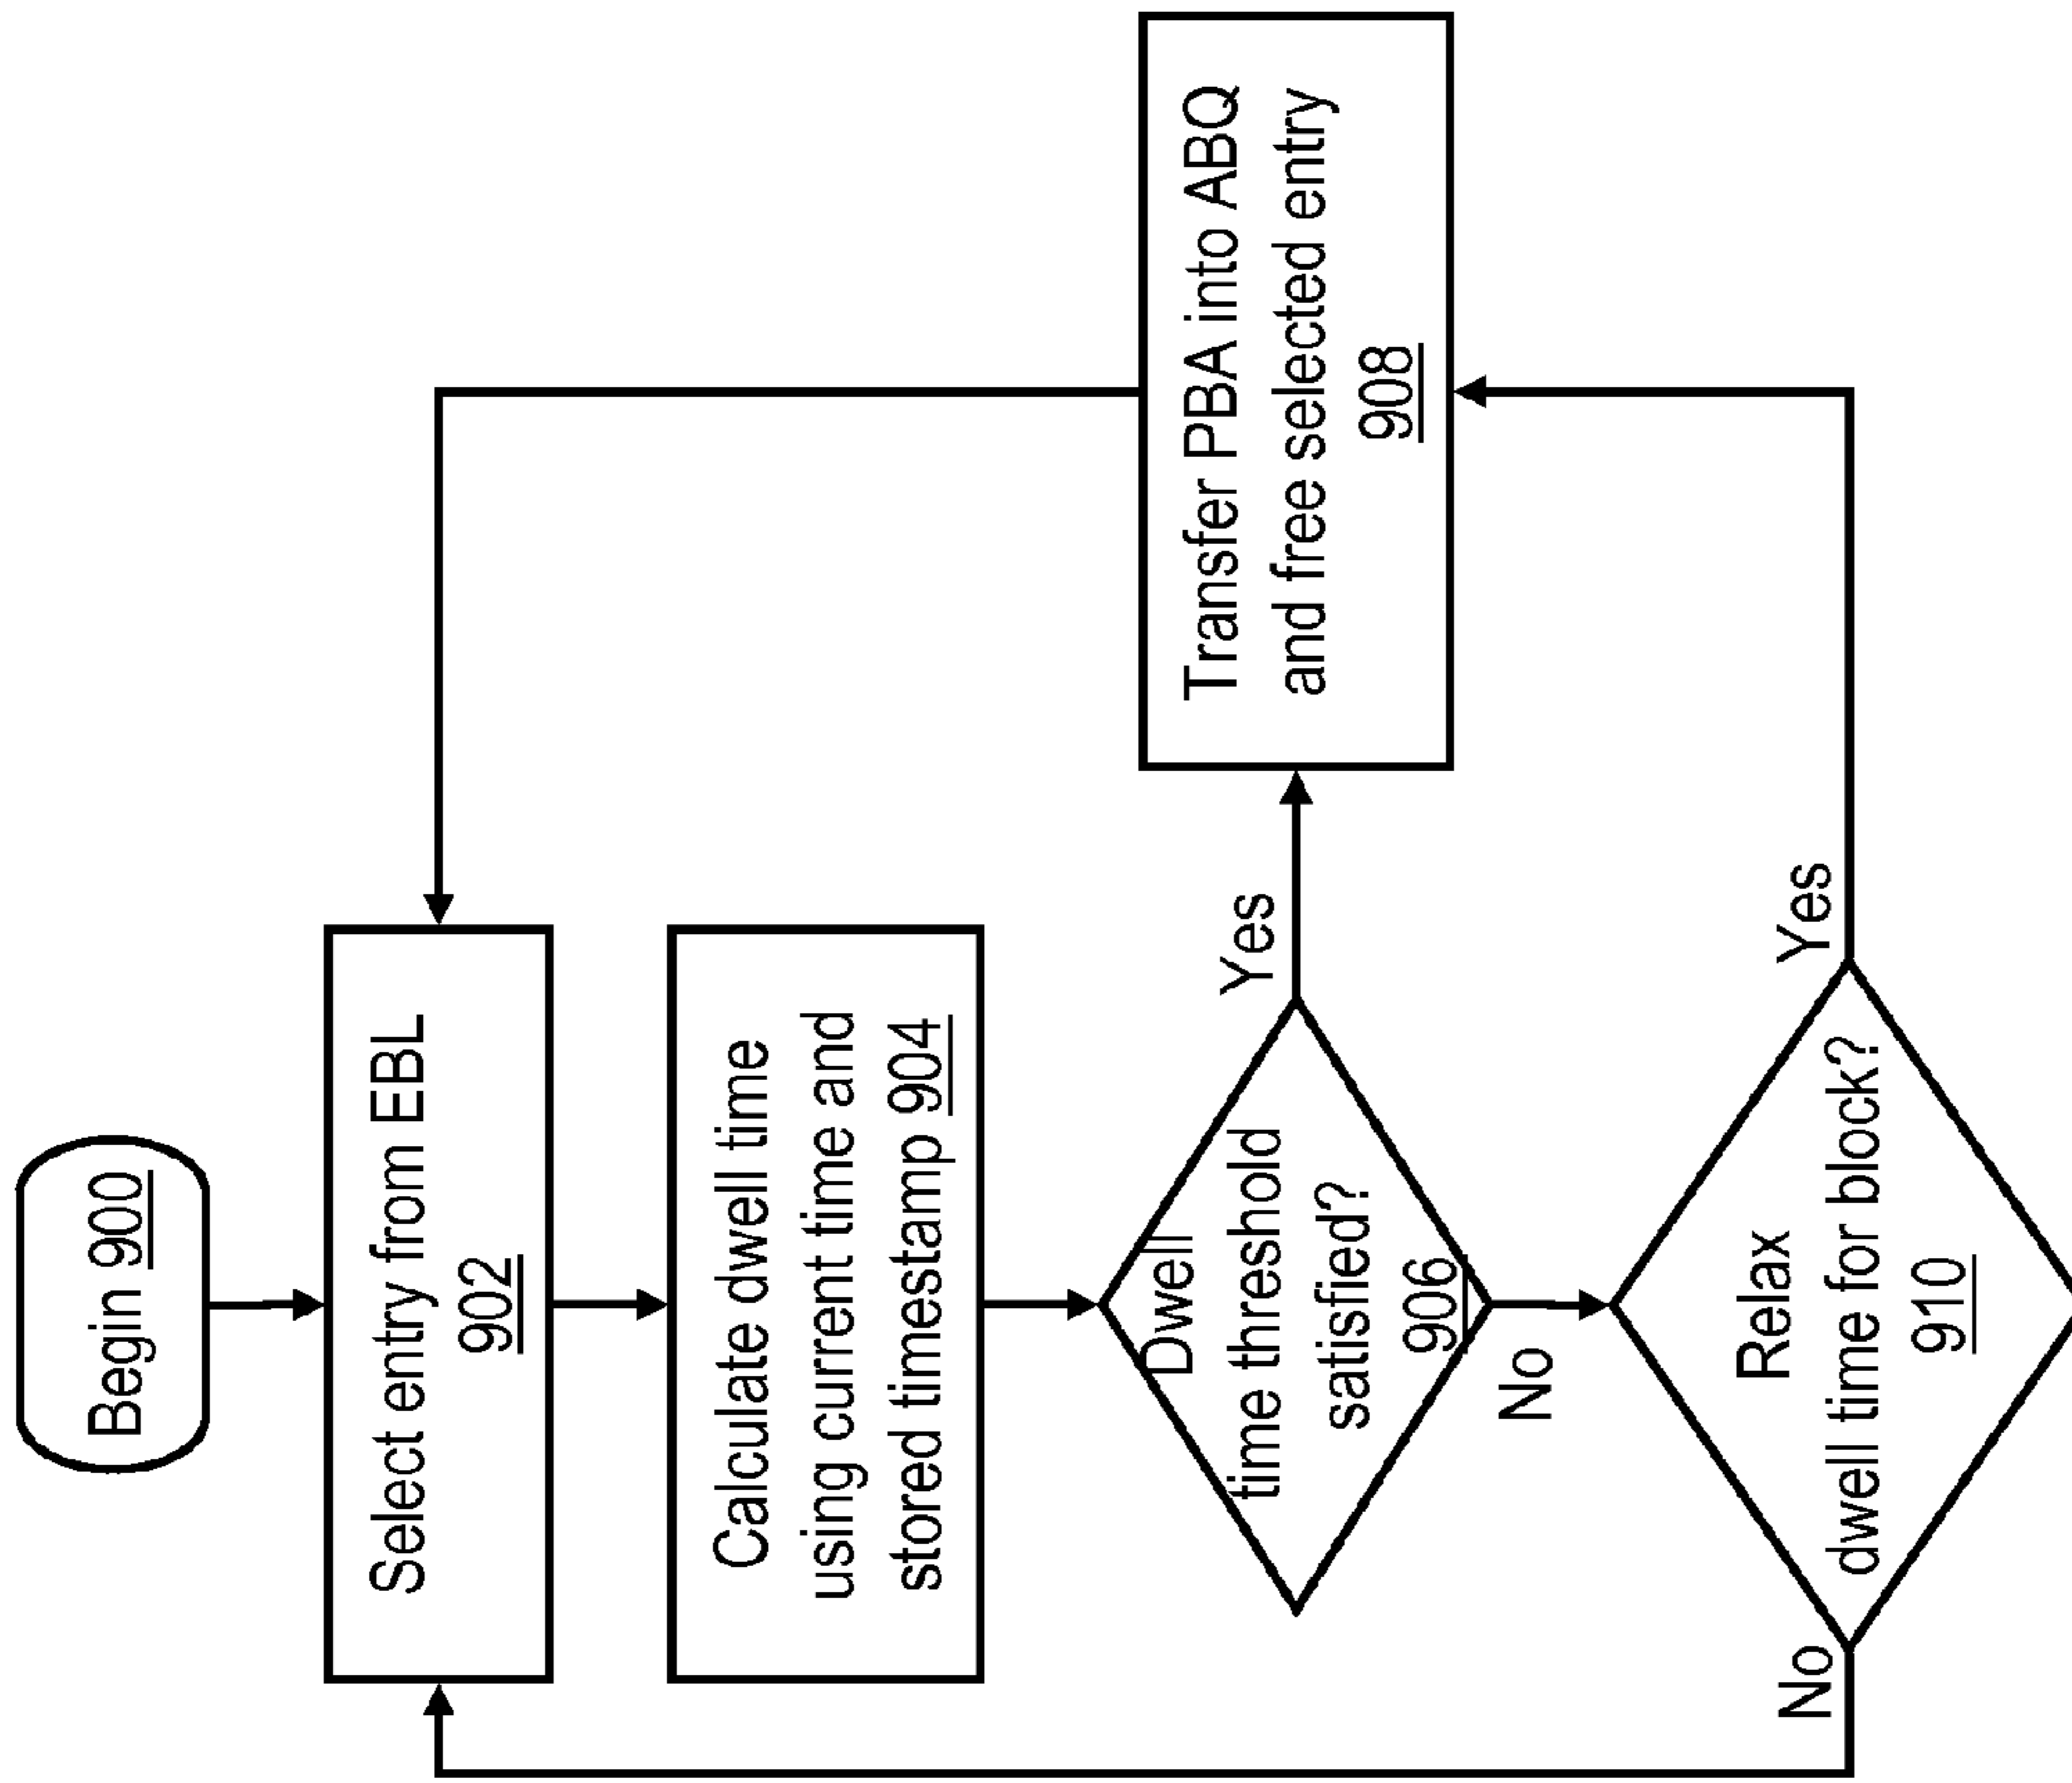 Begin 900
Select entry from EBL
902
Calculate dwell time
using current time and
stored timestamp 904
Dwell
time threshold
satisfied?
906
Yes
No
Transfer PBA into ABQ
and free selected entry
908
Relax
dwell time for block?
910
Yes
No